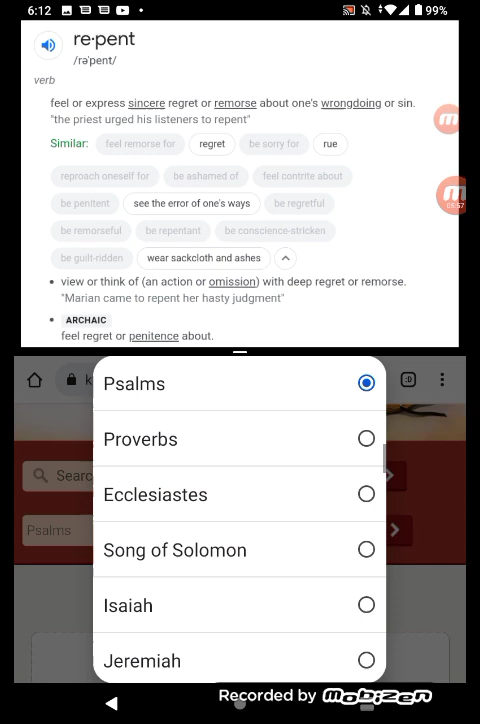 6:12 99%
re·pent
/rəˈpent/
verb
feel or express sincere regret or remorse about one's wrongdoing or sin.
"the priest urged his listeners to repent"
Similar: feel remorse for regret be sorry for rue
reproach oneself for be ashamed of feel contrite about
be penitent see the error of one's ways be regretful
be remorseful be repentant be conscience-stricken
be guilt-ridden wear sackcloth and ashes
• view or think of (an action or omission) with deep regret or remorse.
"Marian came to repent her hasty judgment"
• ARCHAIC
feel regret or penitence about.
05:57
k
:D
Psalms
Proverbs
Searc
Ecclesiastes
Psalms
Song of Solomon
Isaiah
Jeremiah
Recorded by Mobizen